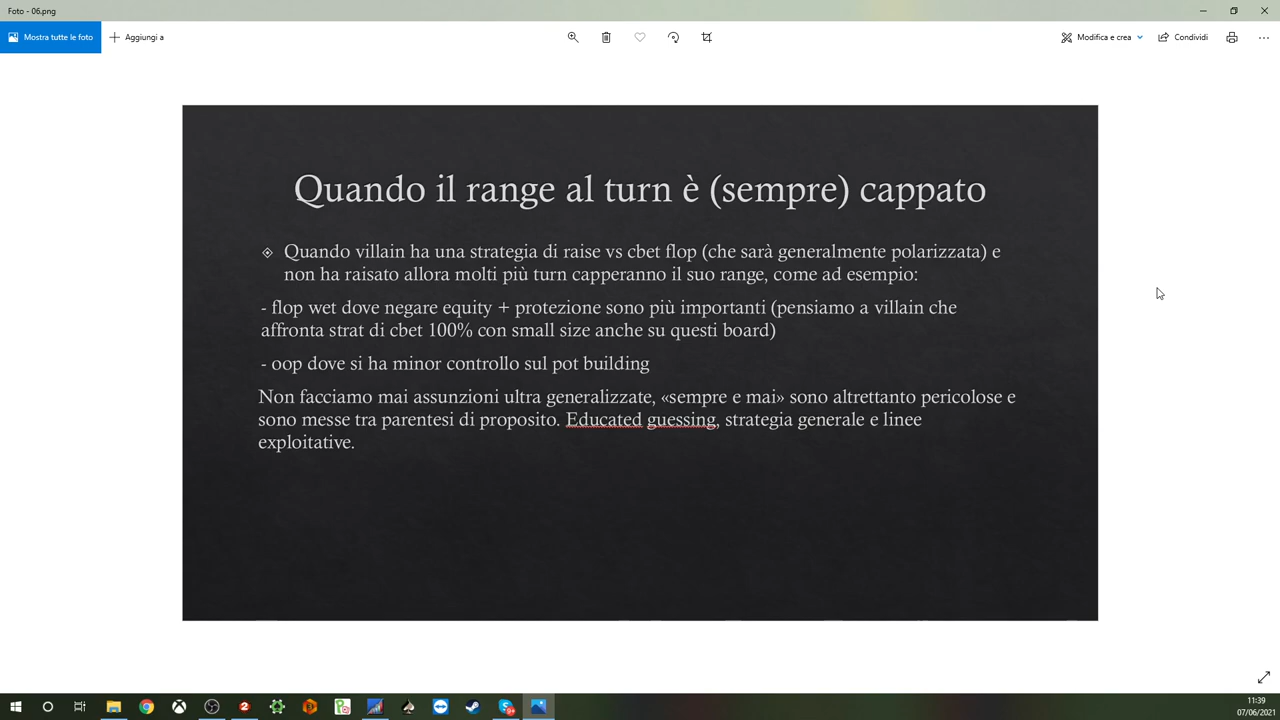 Foto - 06.png
Mostra tutte le foto
Aggiungi a
Modifica e crea
Condividi
Quando il range al turn è (sempre) cappato
Quando villain ha una strategia di raise vs cbet flop (che sarà generalmente polarizzata) e
non ha raisato allora molti più turn capperanno il suo range, come ad esempio:
- flop wet dove negare equity + protezione sono più importanti (pensiamo a villain che
affronta strat di cbet 100% con small size anche su questi board)
- oop dove si ha minor controllo sul pot building
Non facciamo mai assunzioni ultra generalizzate, «sempre e mai» sono altrettanto pericolose e
sono messe tra parentesi di proposito. Educated guessing, strategia generale e linee
exploitative.
11:39
07/06/2021